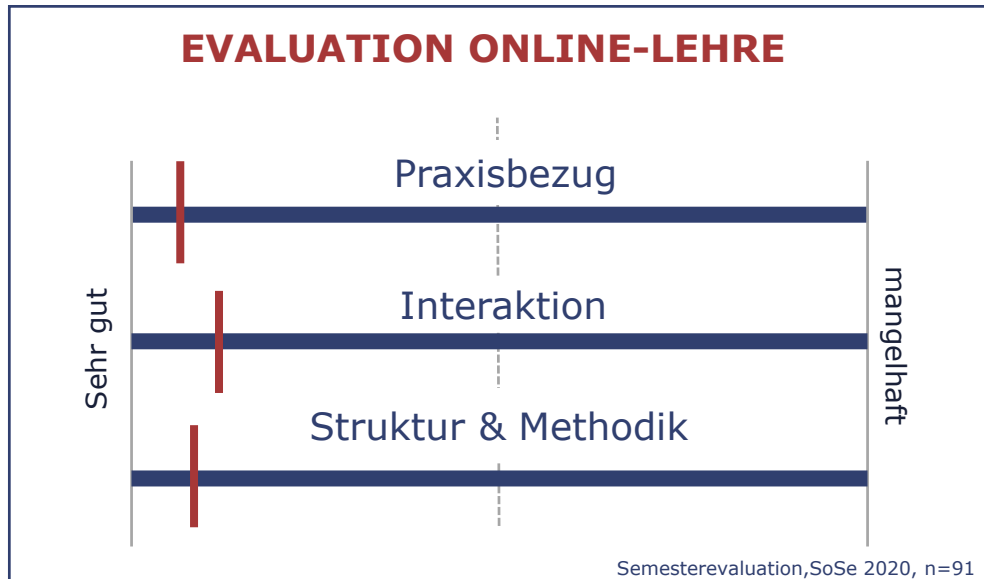 EVALUATION ONLINE-LEHRE
Praxisbezug
Interaktion
Struktur & Methodik
Sehr gut
mangelhaft
Semesterevaluation,SoSe 2020, n=91